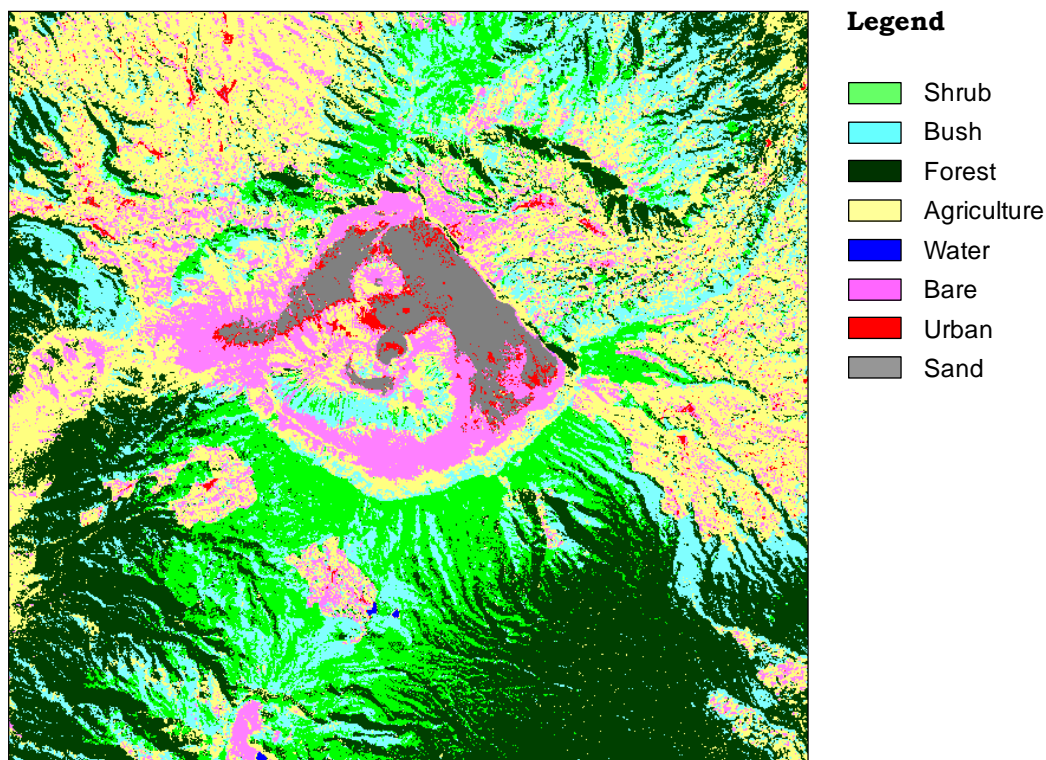 Legend
Shrub
Bush
Forest
Agriculture
Water
Bare
Urban
Sand